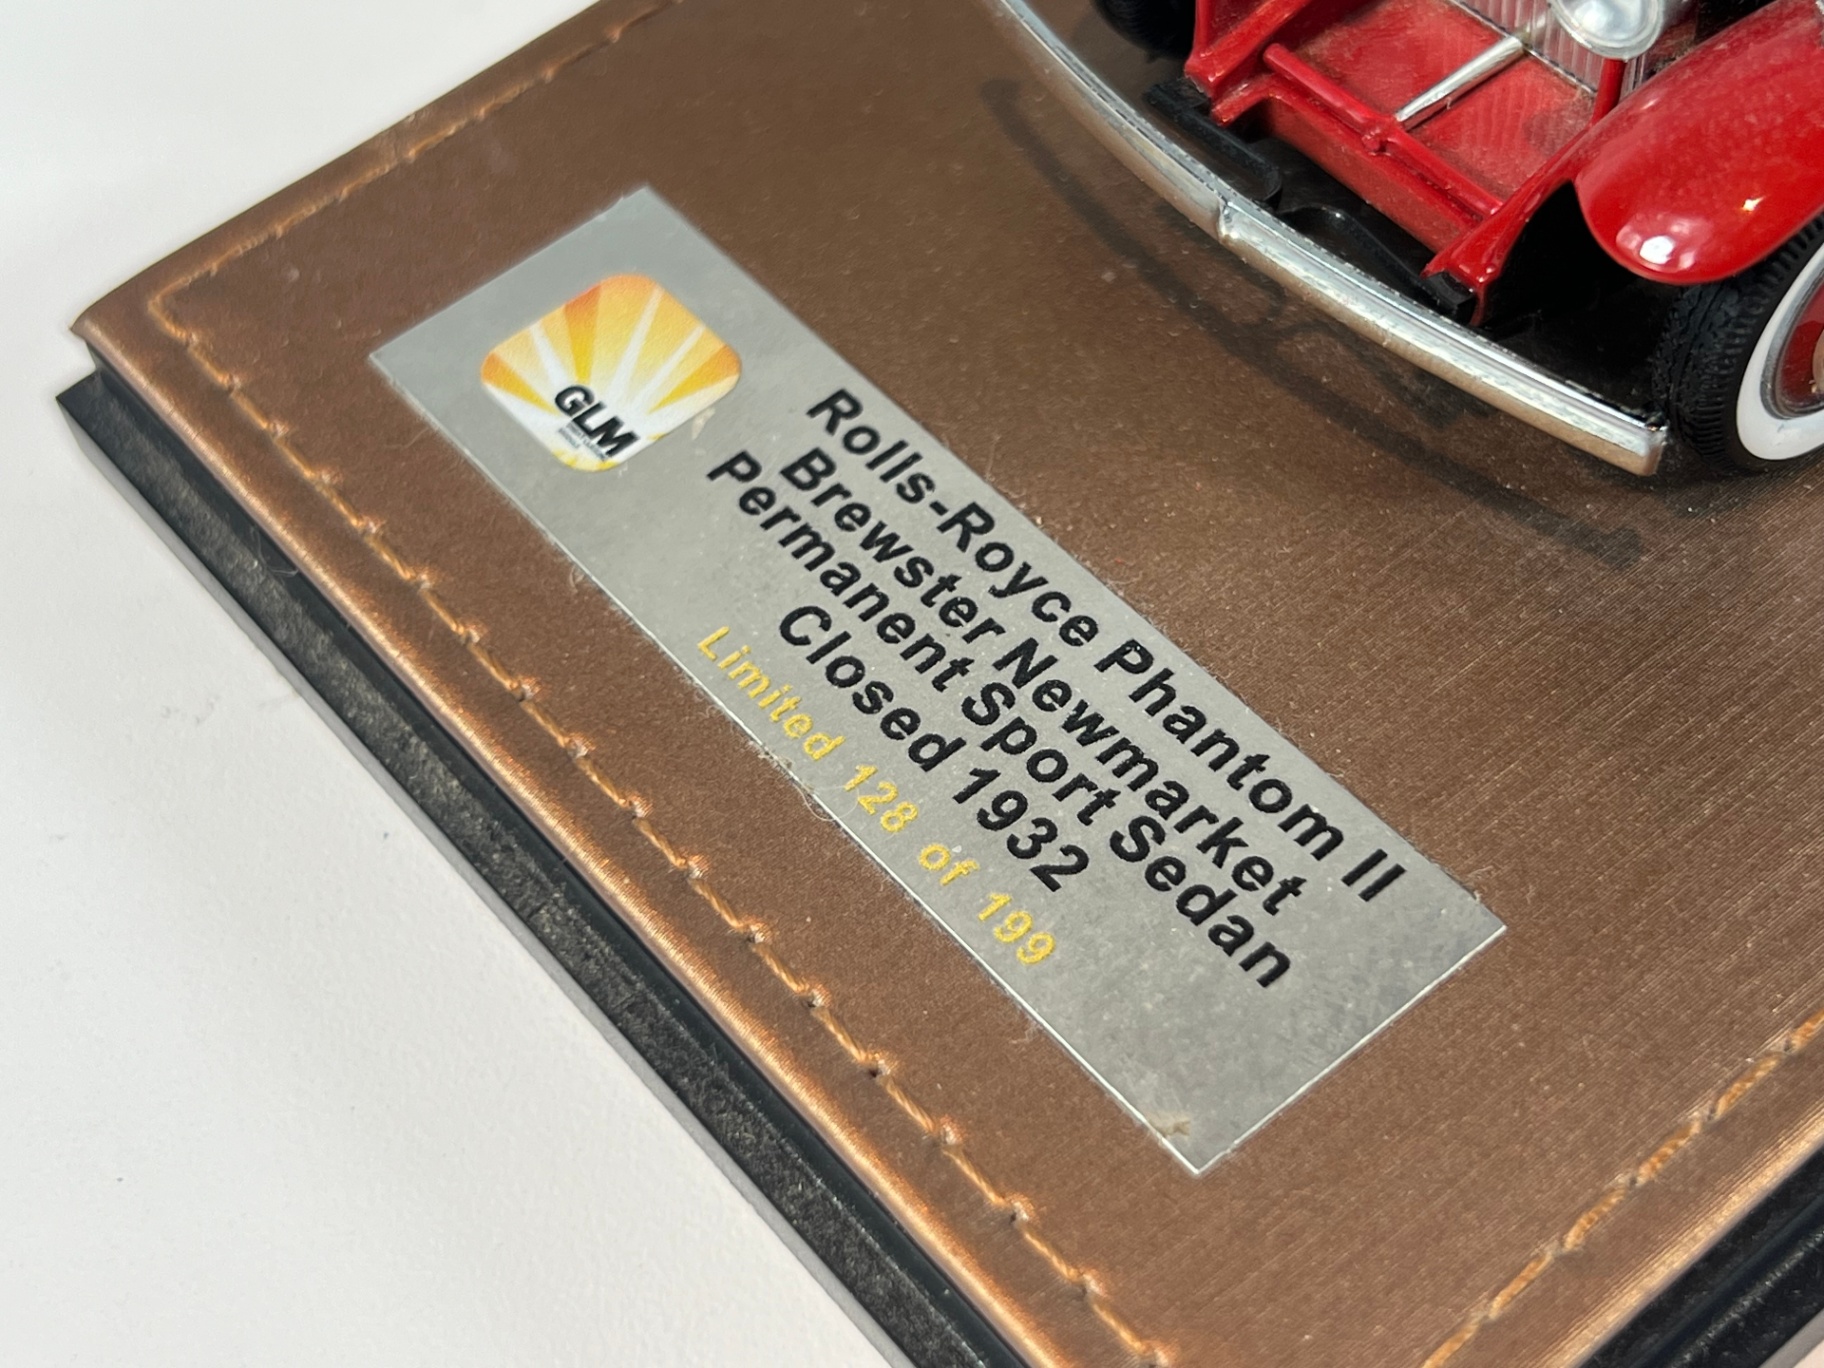 GLM
Rolls-Royce Phantom II
Brewster Newmarket
Permanent Sport Sedan
Closed 1932
Limited 128 of 199